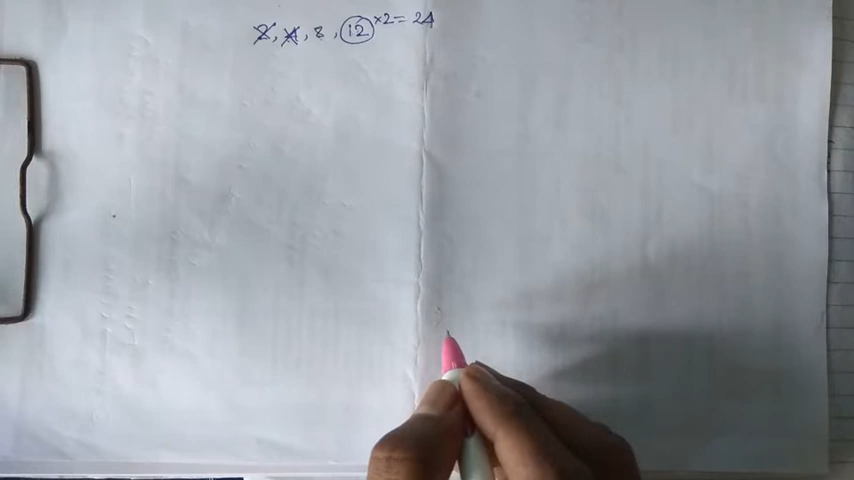 2, 4, 8, 12 ×2 = 24